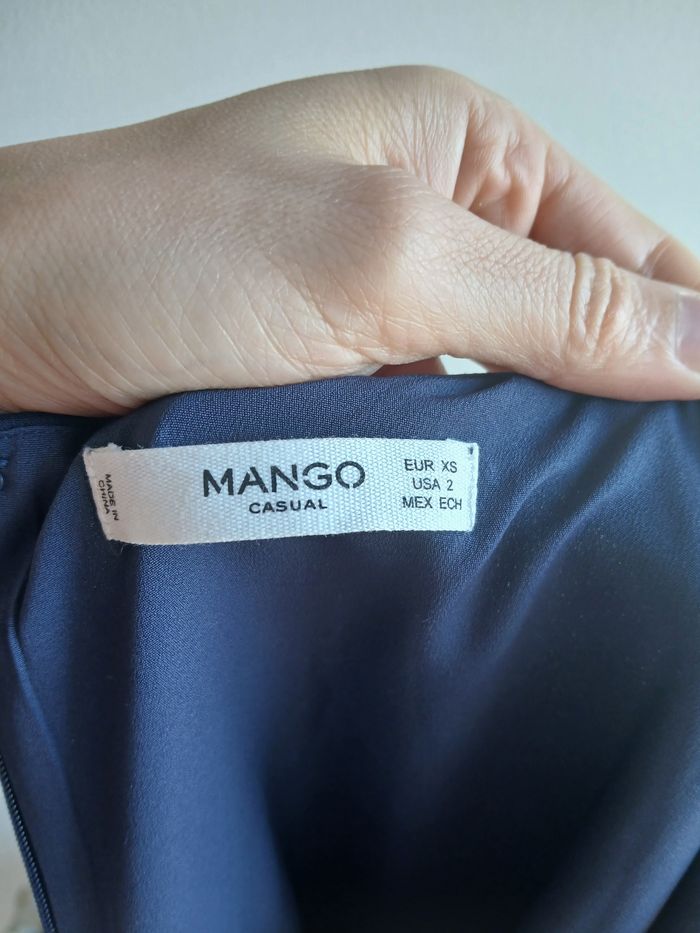 MADE IN
CHINA
MANGO
CASUAL
EUR XS
USA 2
MEX ECH